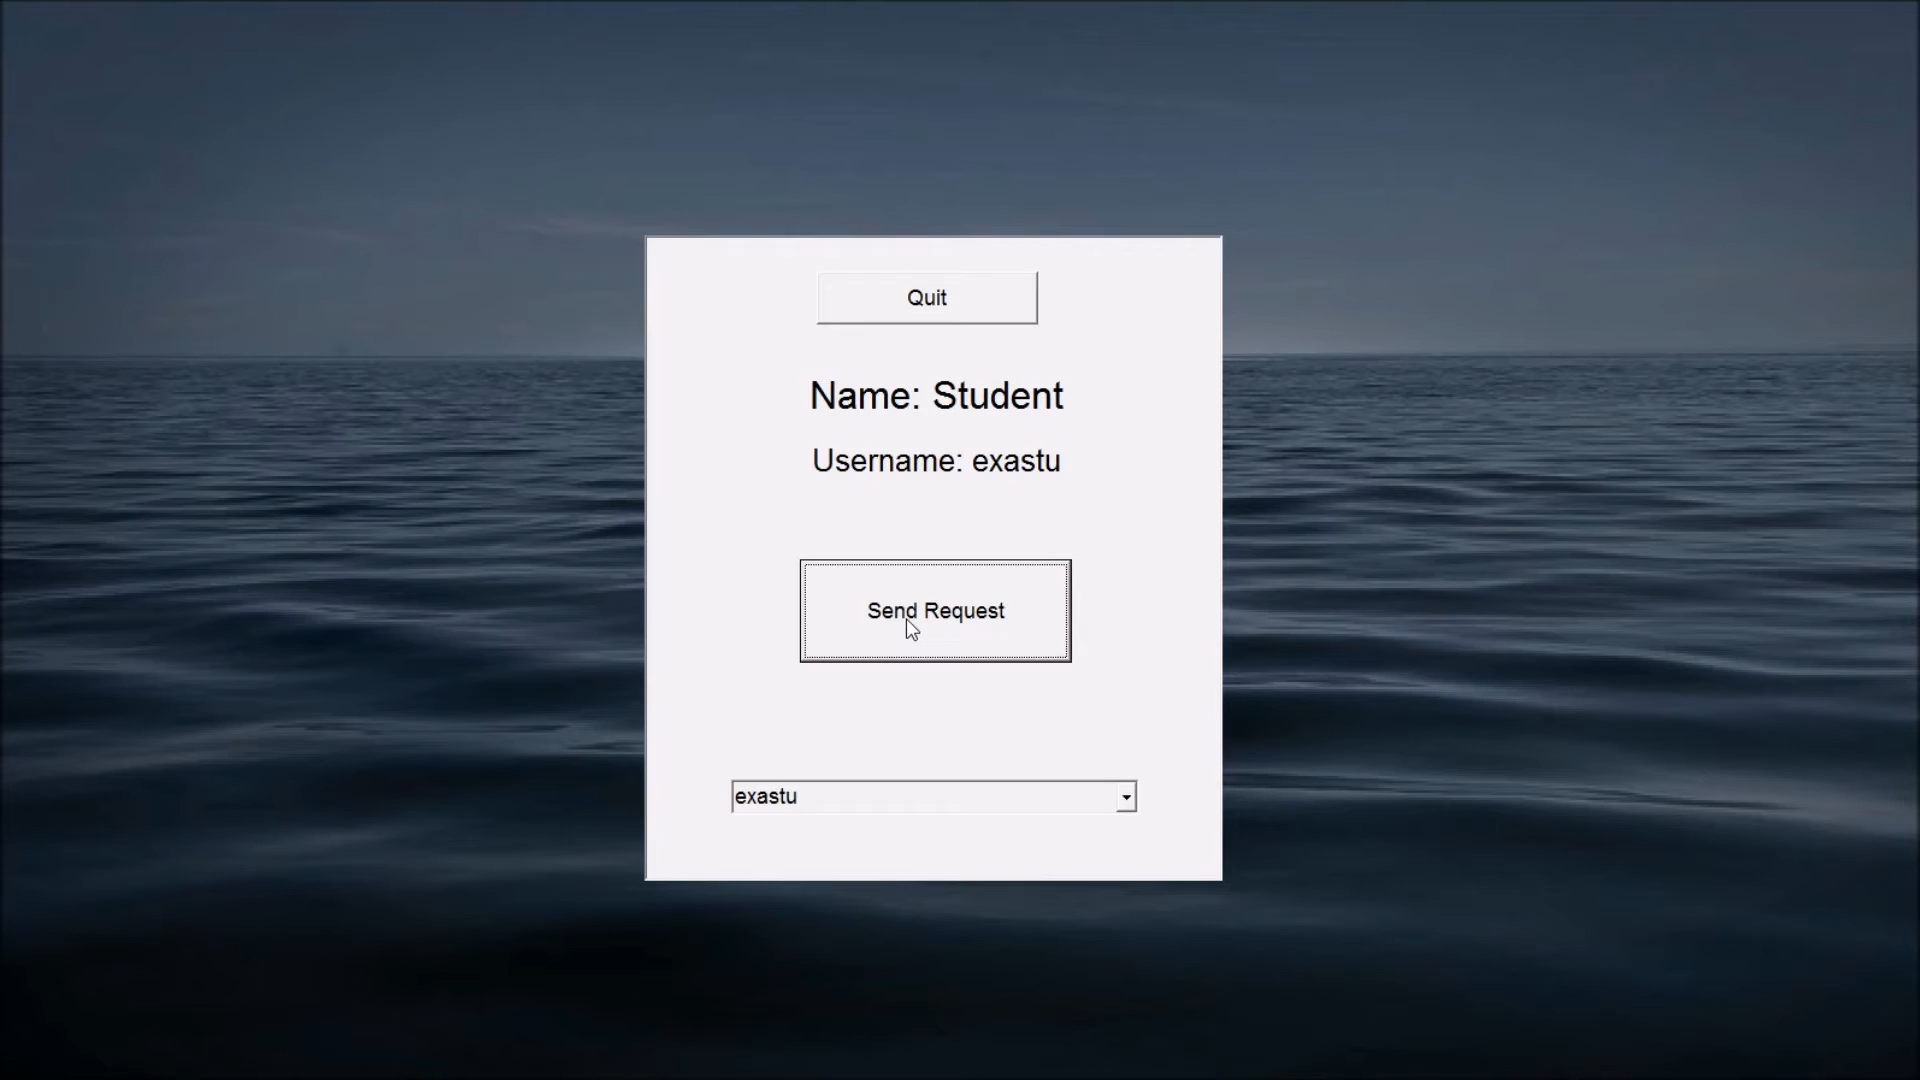 Quit
Name: Student
Username: exastu
Send Request
exastu